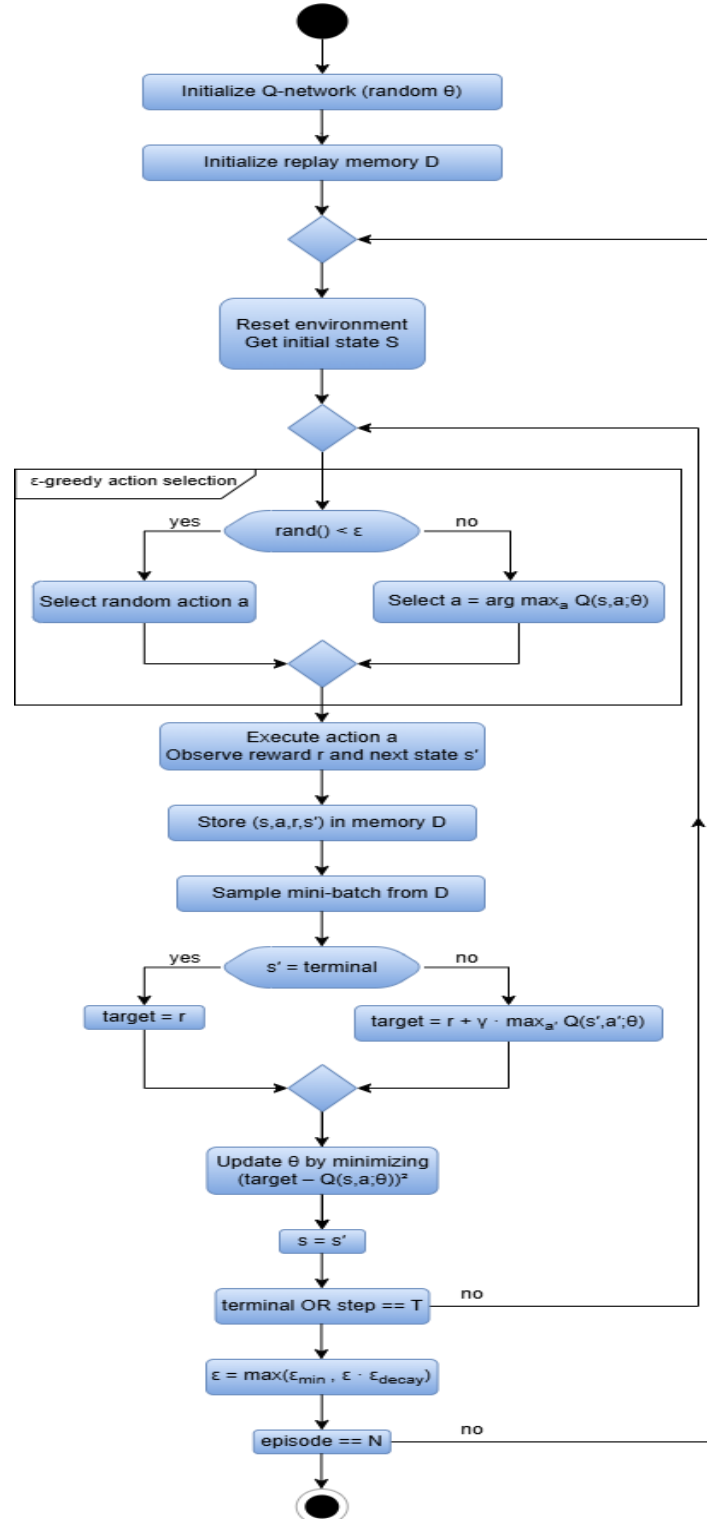 Initialize Q-network (random θ)
Initialize replay memory D
Reset environment
Get initial state S
ε-greedy action selection
yes
rand() < ε
no
Select random action a
Select a = arg maxₐ Q(s,a;θ)
Execute action a
Observe reward r and next state s′
Store (s,a,r,s′) in memory D
Sample mini-batch from D
yes
s′ = terminal
no
target = r
target = r + γ · maxₐ′ Q(s′,a′;θ)
Update θ by minimizing
(target – Q(s,a;θ))²
s = s′
terminal OR step == T
no
ε = max(ε_min , ε · ε_decay)
episode == N
no